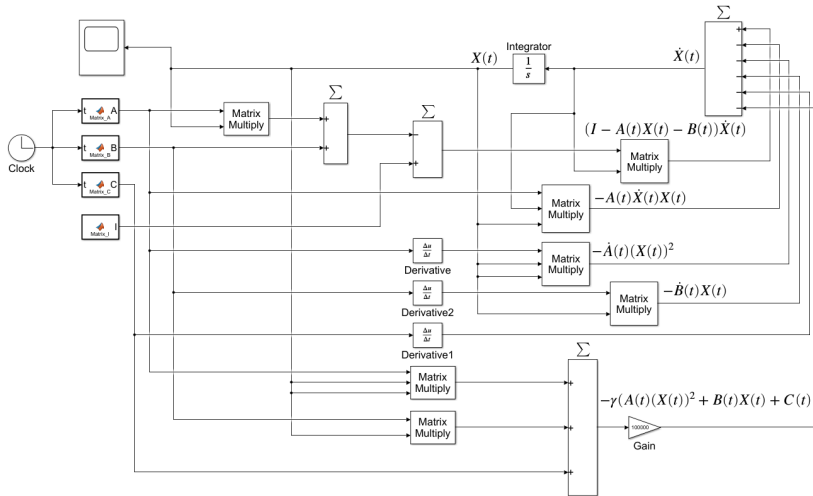 Σ
Integrator
X(t)
1
s
Ẋ(t)
+
−
−
−
−
−
t A
Matrix_A
Matrix
Multiply
Σ
+
+
Σ
−
+
(I − A(t)X(t) − B(t))Ẋ(t)
Matrix
Multiply
t B
Matrix_B
Clock
t C
Matrix_C
Matrix
Multiply
−A(t)Ẋ(t)X(t)
I
Matrix_I
Δu
Δt
Derivative
Matrix
Multiply
−Ȧ(t)(X(t))²
Δu
Δt
Derivative2
Matrix
Multiply
−Ḃ(t)X(t)
Δu
Δt
Derivative1
Σ
Matrix
Multiply
+
−γ(A(t)(X(t))² + B(t)X(t) + C(t)
Matrix
Multiply
+
100000
Gain
+